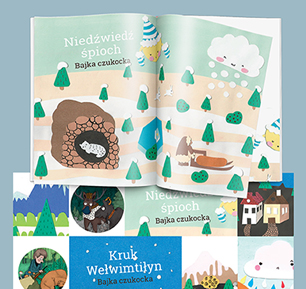 Niedźwiedź
śpioch
Bajka czukocka
Niedźwiedź
śpioch
Bajka czukocka
Kruk
Wełwimtiłyn
Bajka czukocka